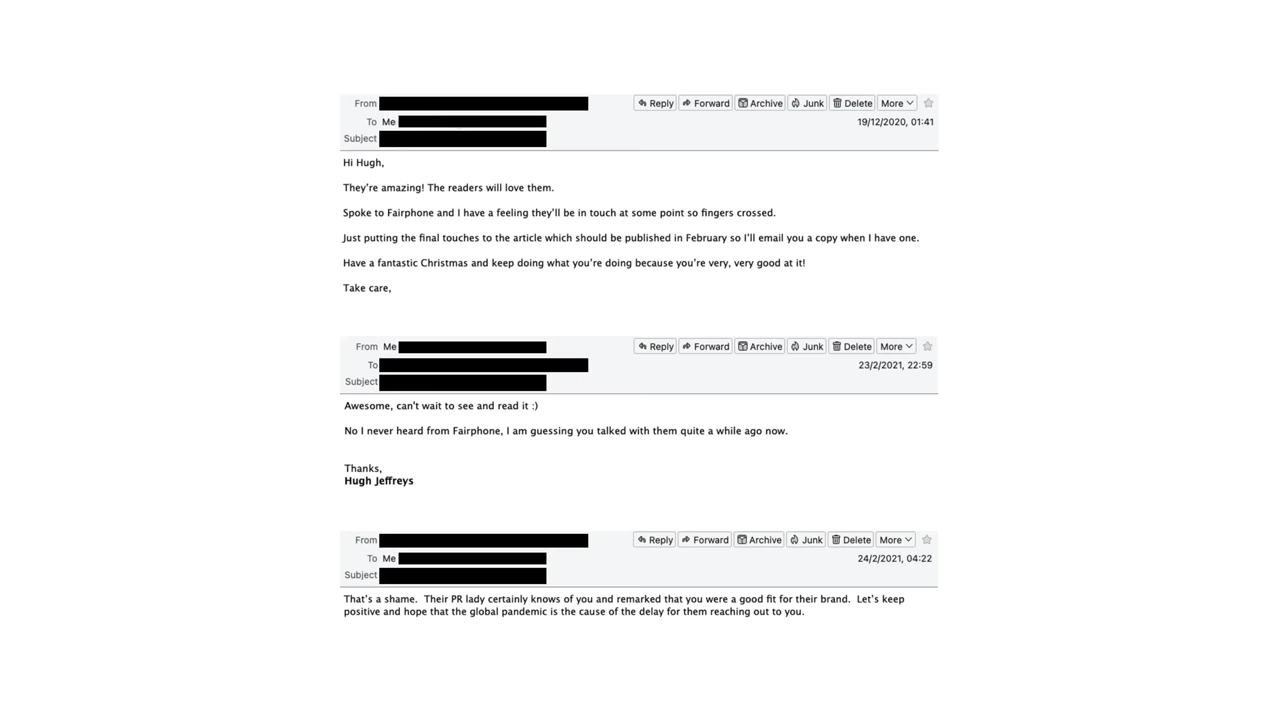 From Reply Forward Archive Junk Delete More
To Me 19/12/2020, 01:41
Subject
Hi Hugh,
They're amazing! The readers will love them.
Spoke to Fairphone and I have a feeling they'll be in touch at some point so fingers crossed.
Just putting the final touches to the article which should be published in February so I'll email you a copy when I have one.
Have a fantastic Christmas and keep doing what you're doing because you're very, very good at it!
Take care,
From Me Reply Forward Archive Junk Delete More
To 23/2/2021, 22:59
Subject
Awesome, can't wait to see and read it :)
No I never heard from Fairphone, I am guessing you talked with them quite a while ago now.
Thanks,
Hugh Jeffreys
From Reply Forward Archive Junk Delete More
To Me 24/2/2021, 04:22
Subject
That's a shame.  Their PR lady certainly knows of you and remarked that you were a good fit for their brand.  Let's keep
positive and hope that the global pandemic is the cause of the delay for them reaching out to you.